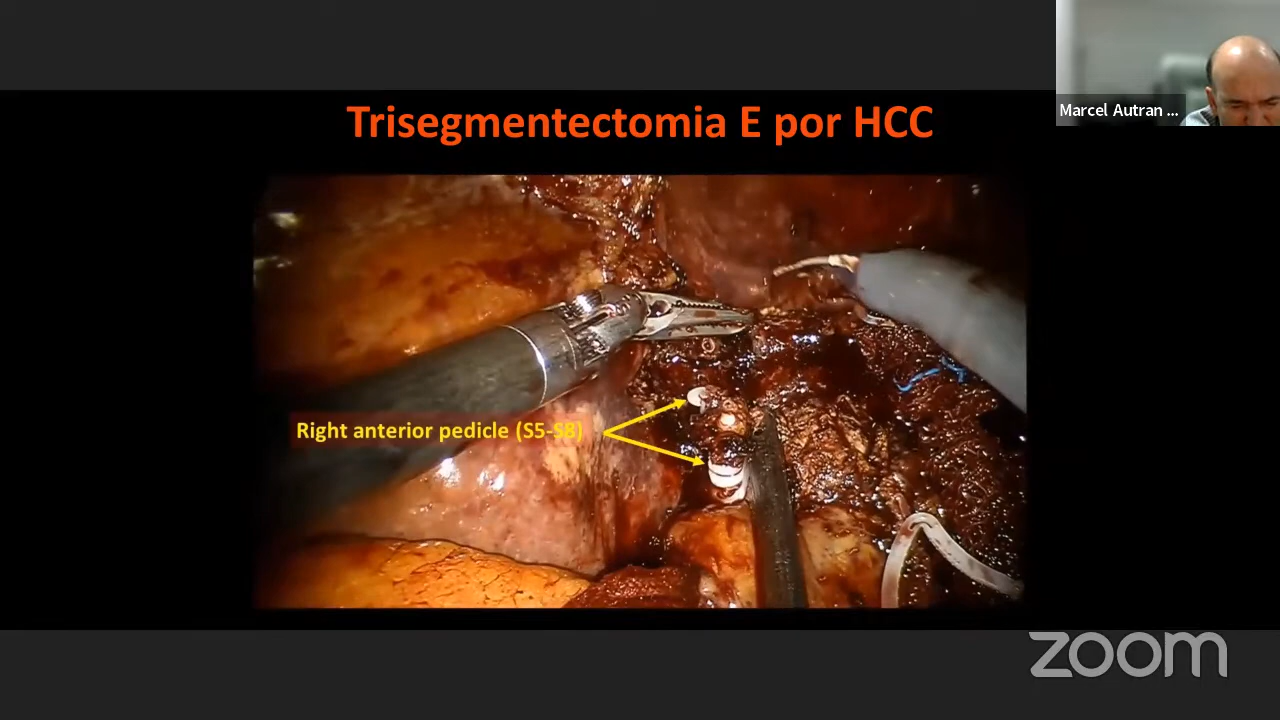 Trisegmentectomia E por HCC
Marcel Autran ...
Right anterior pedicle (S5-S8)
zoom